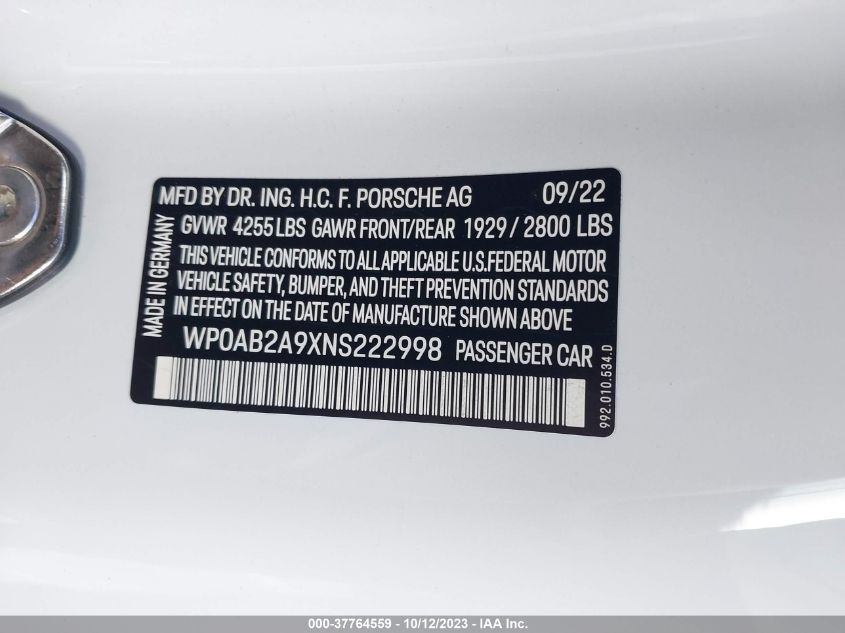 MFD BY DR. ING. H.C. F. PORSCHE AG 09/22
GVWR 4255 LBS GAWR FRONT/REAR 1929 / 2800 LBS
THIS VEHICLE CONFORMS TO ALL APPLICABLE U.S. FEDERAL MOTOR
VEHICLE SAFETY, BUMPER, AND THEFT PREVENTION STANDARDS
IN EFFECT ON THE DATE OF MANUFACTURE SHOWN ABOVE
WP0AB2A9XNS222998 PASSENGER CAR
MADE IN GERMANY
992.010.534.D
000-37764559 - 10/12/2023 - IAAI Inc.